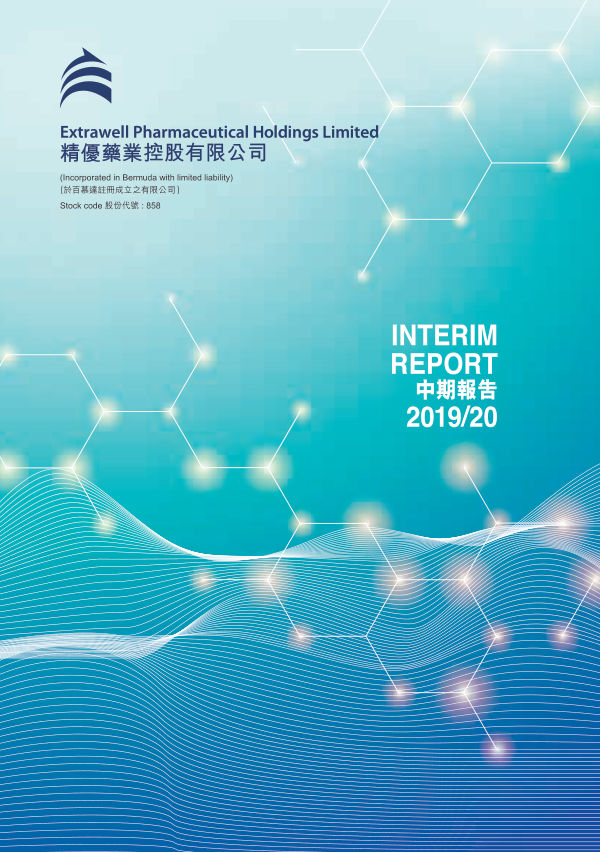 Extrawell Pharmaceutical Holdings Limited
精優藥業控股有限公司
(Incorporated in Bermuda with limited liability)
(於百慕達註冊成立之有限公司)
Stock code 股份代號 : 858
INTERIM
REPORT
中期報告
2019/20